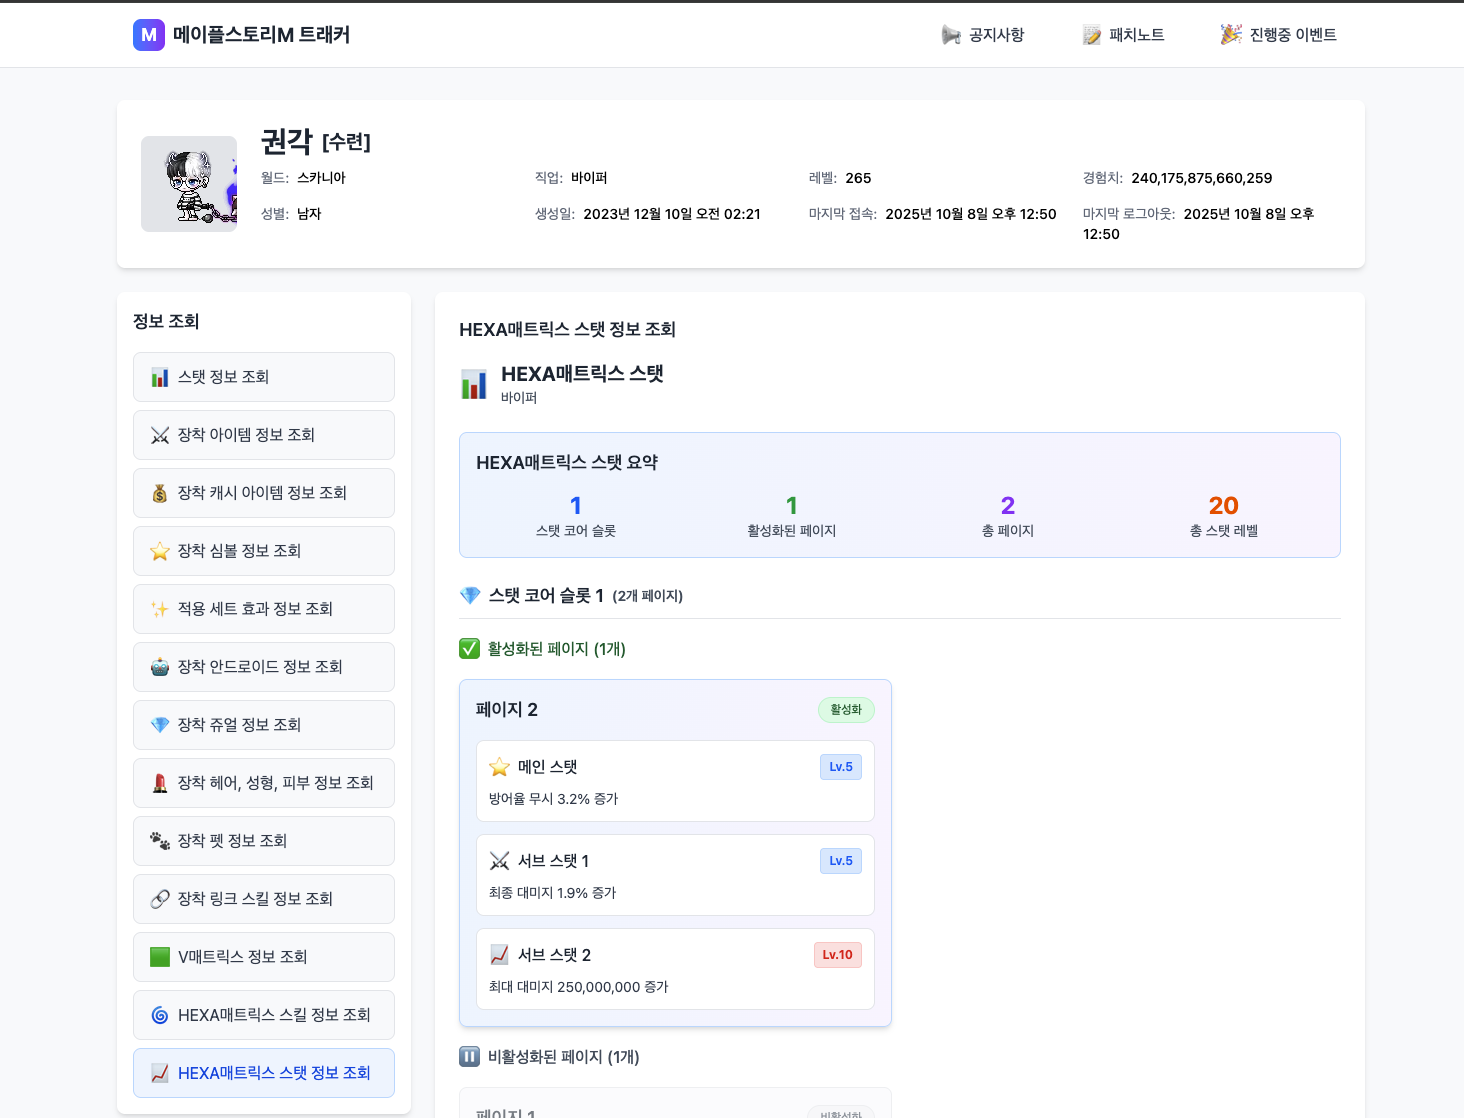 M 메이플스토리M 트래커
공지사항
패치노트
진행중 이벤트
권각 [수련]
월드: 스카니아
직업: 바이퍼
레벨: 265
경험치: 240,175,875,660,259
성별: 남자
생성일: 2023년 12월 10일 오전 02:21
마지막 접속: 2025년 10월 8일 오후 12:50
마지막 로그아웃: 2025년 10월 8일 오후
12:50
정보 조회
스탯 정보 조회
장착 아이템 정보 조회
장착 캐시 아이템 정보 조회
장착 심볼 정보 조회
적용 세트 효과 정보 조회
장착 안드로이드 정보 조회
장착 쥬얼 정보 조회
장착 헤어, 성형, 피부 정보 조회
장착 펫 정보 조회
장착 링크 스킬 정보 조회
V매트릭스 정보 조회
HEXA매트릭스 스킬 정보 조회
HEXA매트릭스 스탯 정보 조회
HEXA매트릭스 스탯 정보 조회
HEXA매트릭스 스탯
바이퍼
HEXA매트릭스 스탯 요약
1
스탯 코어 슬롯
1
활성화된 페이지
2
총 페이지
20
총 스탯 레벨
스탯 코어 슬롯 1 (2개 페이지)
활성화된 페이지 (1개)
페이지 2
활성화
메인 스탯
Lv.5
방어율 무시 3.2% 증가
서브 스탯 1
Lv.5
최종 대미지 1.9% 증가
서브 스탯 2
Lv.10
최대 대미지 250,000,000 증가
비활성화된 페이지 (1개)
페이지 1
비활성화